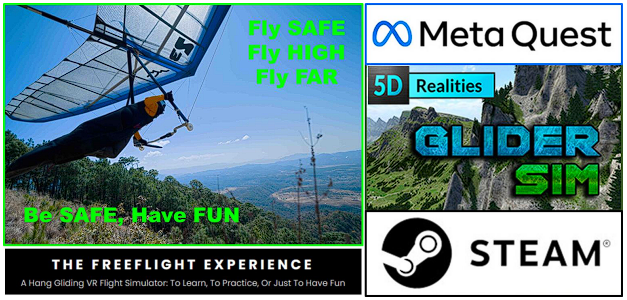 Fly SAFE
Fly HIGH
Fly FAR
Be SAFE, Have FUN
THE FREEFLIGHT EXPERIENCE
A Hang Gliding VR Flight Simulator: To Learn, To Practice, Or Just To Have Fun
Meta Quest
5D Realities
GLIDER
SIM
STEAM®